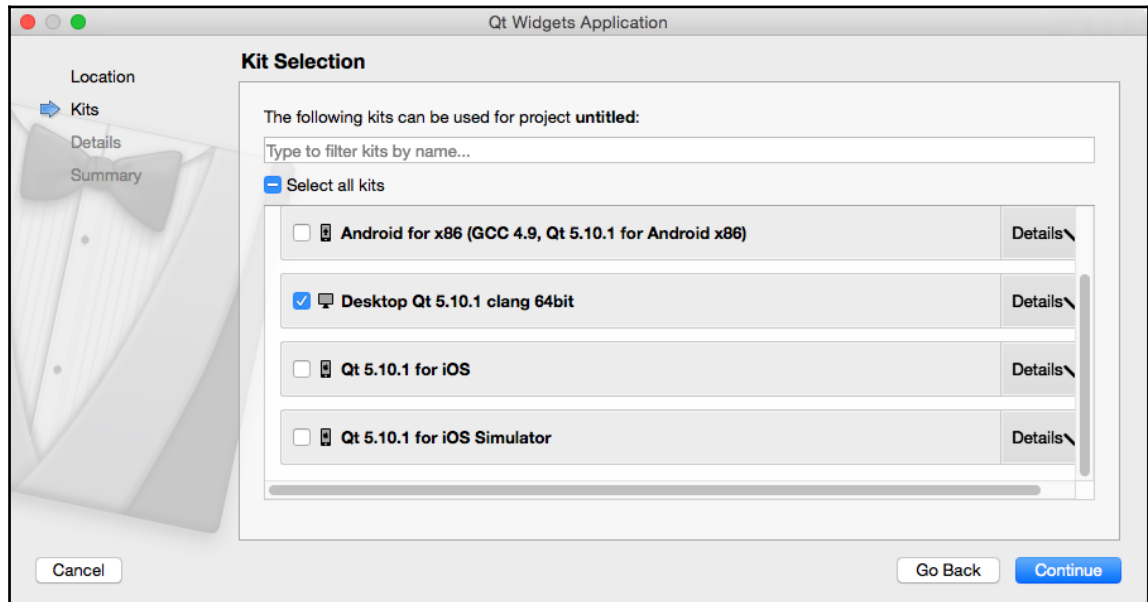 Qt Widgets Application
Location
Kits
Details
Summary
Kit Selection
The following kits can be used for project untitled:
Type to filter kits by name...
Select all kits
Android for x86 (GCC 4.9, Qt 5.10.1 for Android x86) Details
Desktop Qt 5.10.1 clang 64bit Details
Qt 5.10.1 for iOS Details
Qt 5.10.1 for iOS Simulator Details
Cancel Go Back Continue